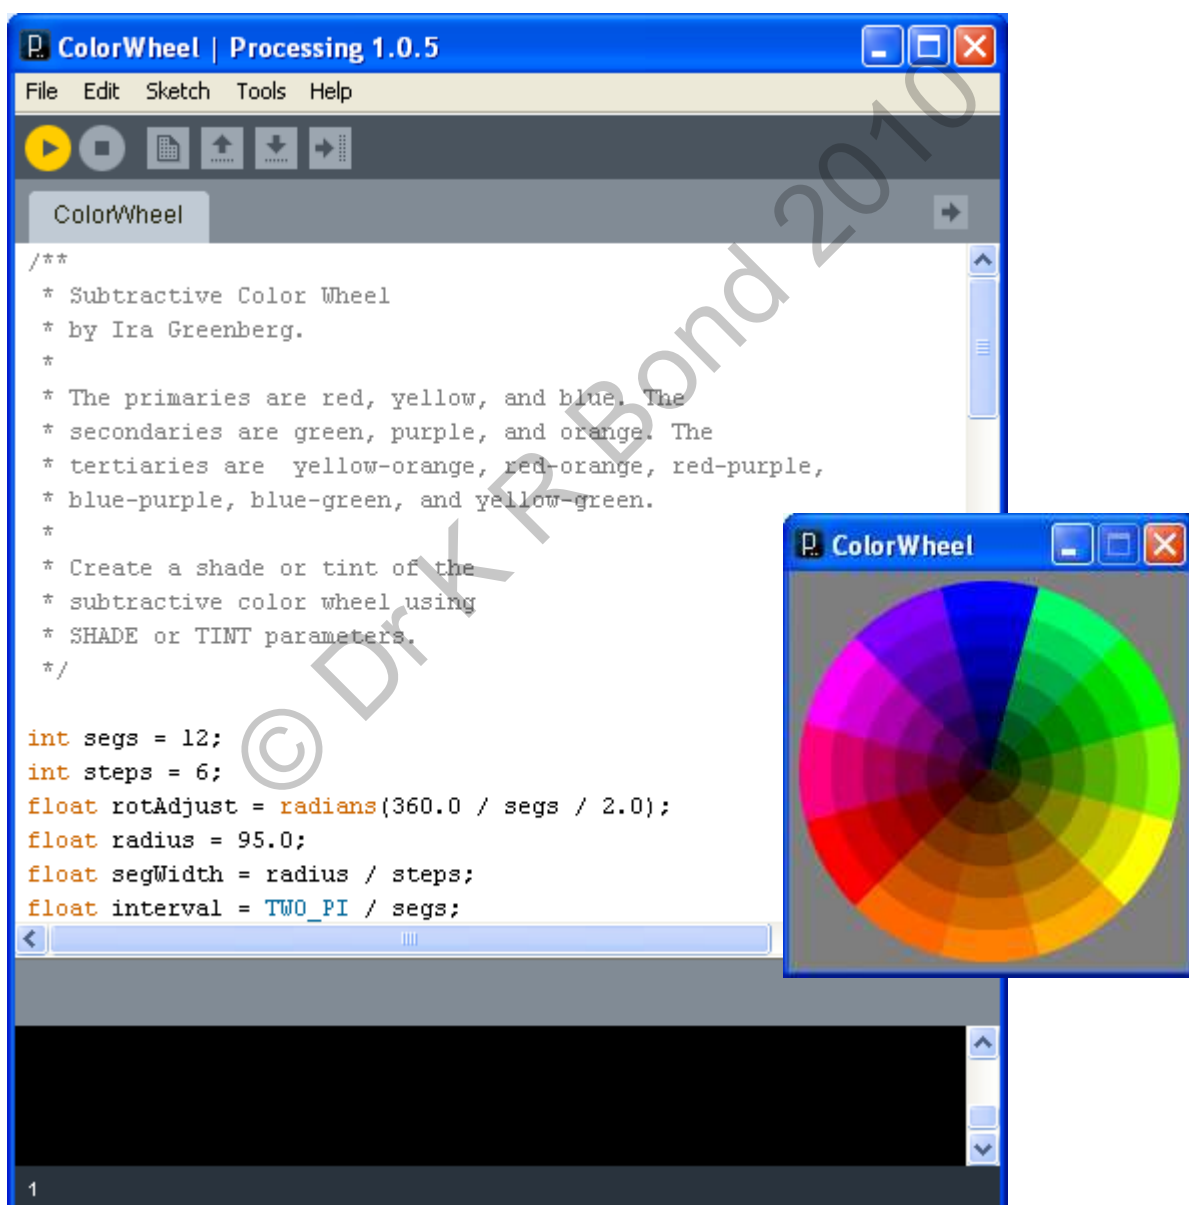 ColorWheel | Processing 1.0.5
File Edit Sketch Tools Help
ColorWheel
/**
 * Subtractive Color Wheel
 * by Ira Greenberg.
 *
 * The primaries are red, yellow, and blue. The
 * secondaries are green, purple, and orange. The
 * tertiaries are  yellow-orange, red-orange, red-purple,
 * blue-purple, blue-green, and yellow-green.
 *
 * Create a shade or tint of the
 * subtractive color wheel using
 * SHADE or TINT parameters.
 */
int segs = 12;
int steps = 6;
float rotAdjust = radians(360.0 / segs / 2.0);
float radius = 95.0;
float segWidth = radius / steps;
float interval = TWO_PI / segs;
ColorWheel
1
© Dr K R Bond 2010